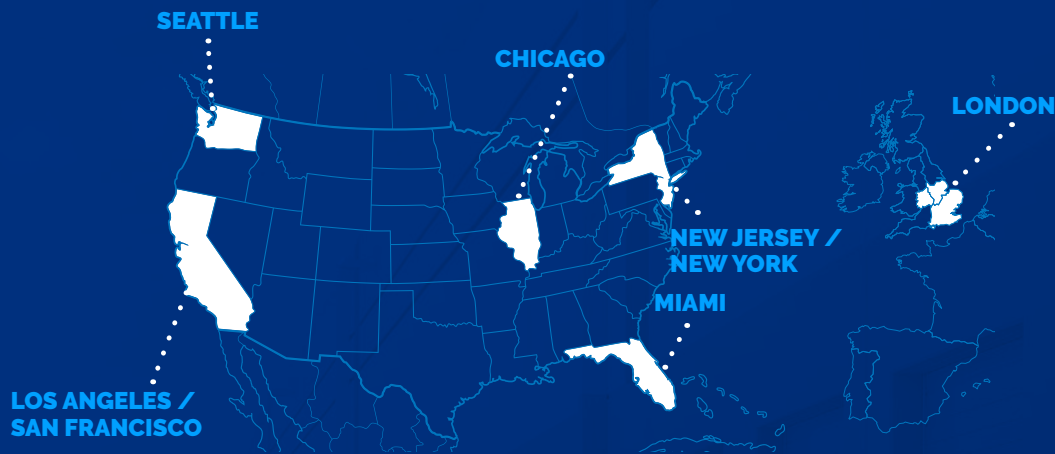 SEATTLE
CHICAGO
LONDON
NEW JERSEY /
NEW YORK
MIAMI
LOS ANGELES /
SAN FRANCISCO